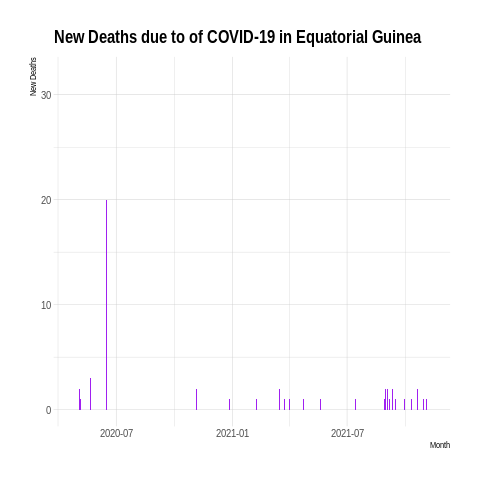 New Deaths due to of COVID-19 in Equatorial Guinea
New Deaths
30
20
10
0
2020-07 2021-01 2021-07
Month